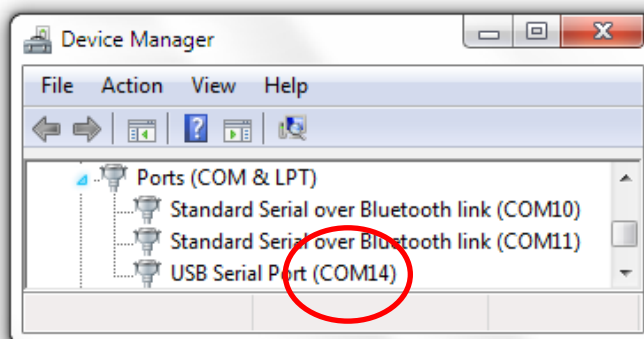 Device Manager
File Action View Help
Ports (COM & LPT)
Standard Serial over Bluetooth link (COM10)
Standard Serial over Bluetooth link (COM11)
USB Serial Port (COM14)